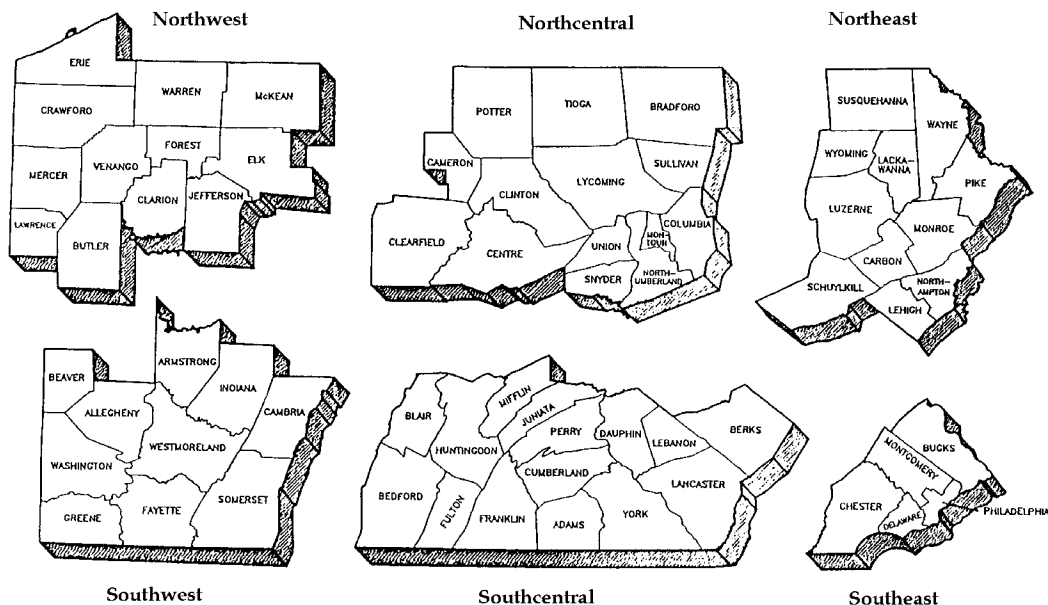 Northwest
ERIE
WARREN
McKEAN
CRAWFORD
FOREST
VENANGO
ELK
MERCER
CLARION
JEFFERSON
LAWRENCE
BUTLER
Northcentral
POTTER
TIOGA
BRADFORD
CAMERON
SULLIVAN
CLINTON
LYCOMING
COLUMBIA
CLEARFIELD
CENTRE
UNION
MON-
TOUR
SNYDER
NORTH-
UMBERLAND
Northeast
SUSQUEHANNA
WAYNE
WYOMING
LACKA-
WANNA
PIKE
LUZERNE
MONROE
CARBON
SCHUYLKILL
NORTH-
AMPTON
LEHIGH
ARMSTRONG
BEAVER
INDIANA
ALLEGHENY
CAMBRIA
WESTMORELAND
WASHINGTON
SOMERSET
GREENE
FAYETTE
Southwest
MIFFLIN
BLAIR
JUNIATA
PERRY
DAUPHIN
BERKS
HUNTINGDON
LEBANON
CUMBERLAND
LANCASTER
BEDFORD
FULTON
FRANKLIN
ADAMS
YORK
Southcentral
BUCKS
MONTGOMERY
CHESTER
DELAWARE
PHILADELPHIA
Southeast